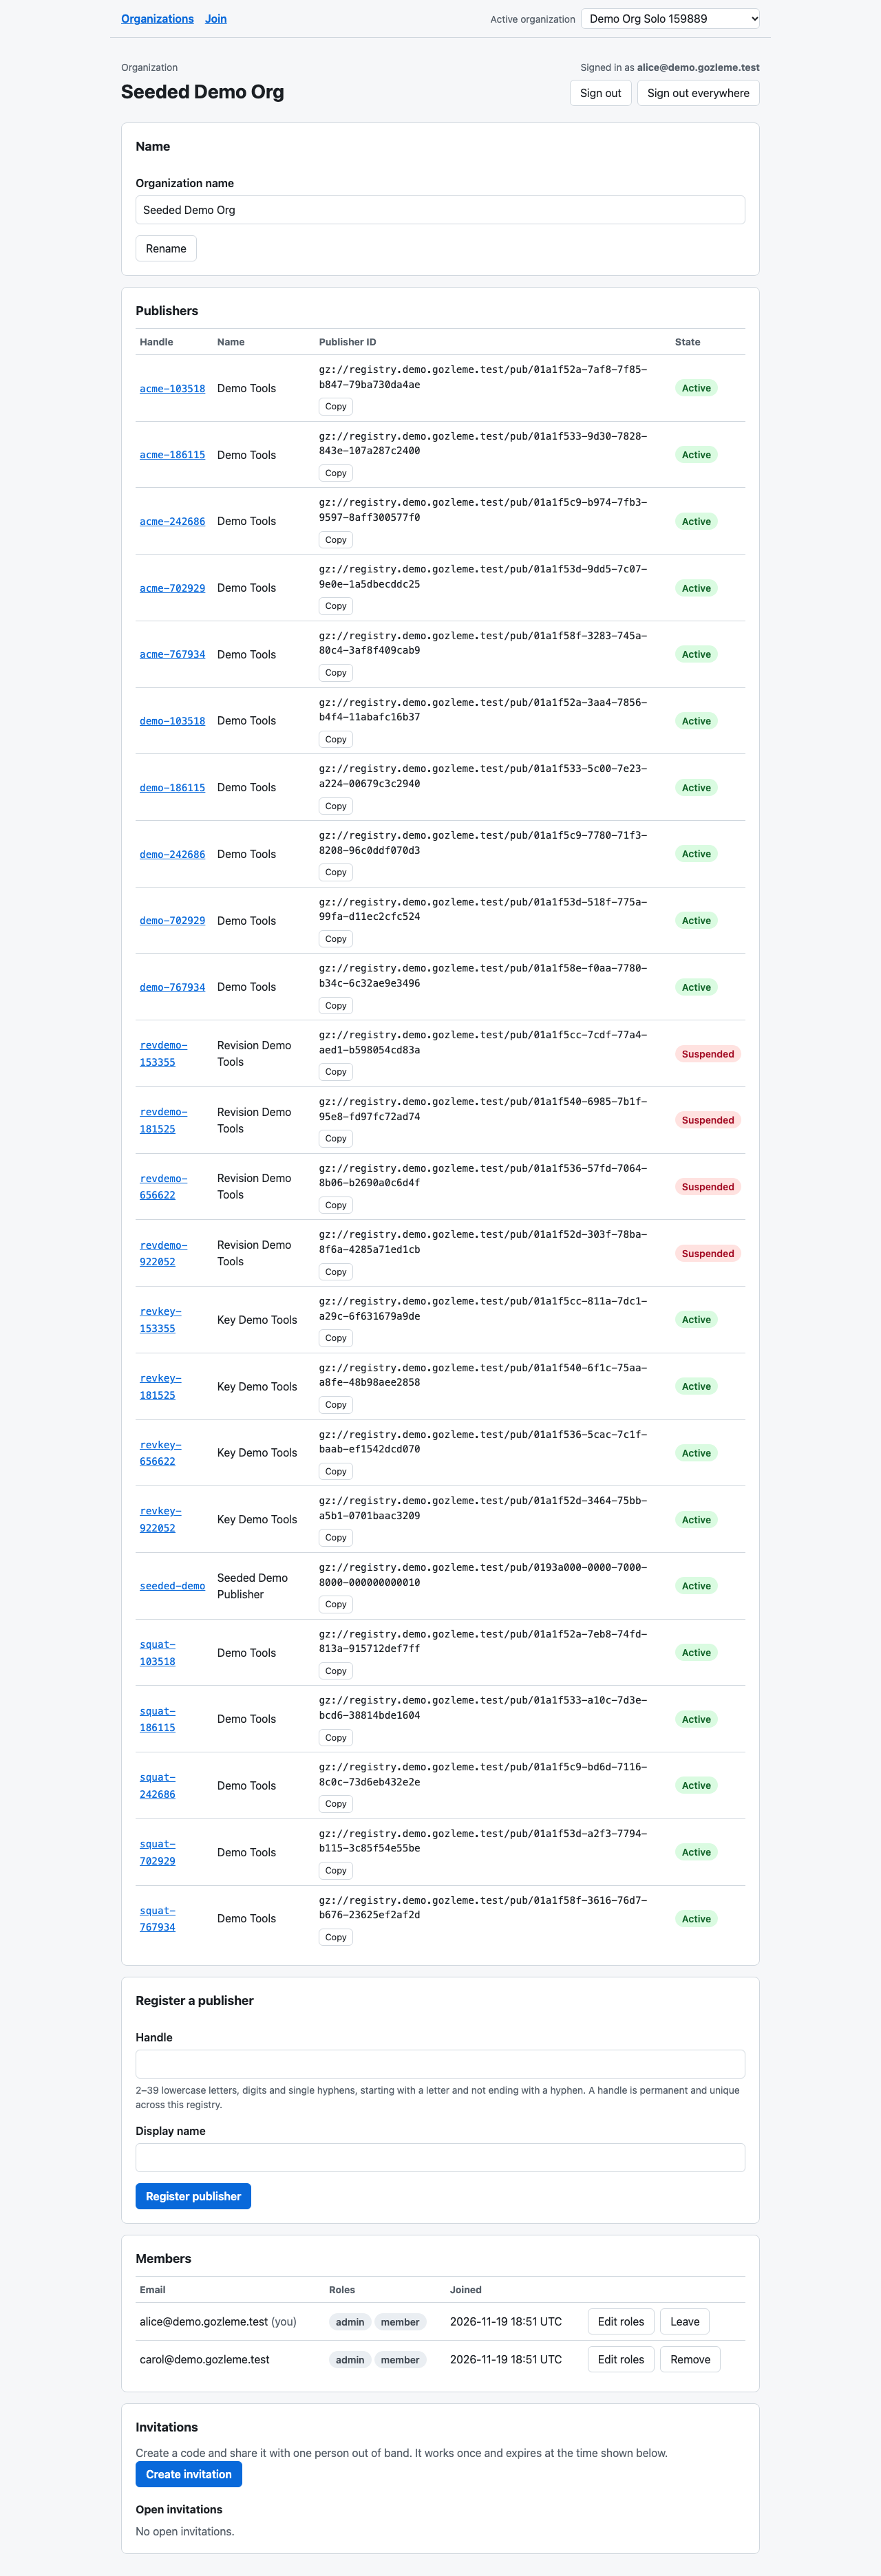 Organizations Join Active organization Demo Org Solo 159889
Organization Signed in as alice@demo.gozleme.test
Seeded Demo Org Sign out Sign out everywhere
Name
Organization name
Seeded Demo Org
Rename
Publishers
Handle Name Publisher ID State
acme-103518 Demo Tools gz://registry.demo.gozleme.test/pub/01a1f52a-7af8-7f85-
b847-79ba730da4ae Active
Copy
acme-186115 Demo Tools gz://registry.demo.gozleme.test/pub/01a1f533-9d30-7828-
843e-107a287c2400 Active
Copy
acme-242686 Demo Tools gz://registry.demo.gozleme.test/pub/01a1f5c9-b974-7fb3-
9597-8aff300577f0 Active
Copy
acme-702929 Demo Tools gz://registry.demo.gozleme.test/pub/01a1f53d-9dd5-7c07-
9e0e-1a5dbecddc25 Active
Copy
acme-767934 Demo Tools gz://registry.demo.gozleme.test/pub/01a1f58f-3283-745a-
80c4-3af8f409cab9 Active
Copy
demo-103518 Demo Tools gz://registry.demo.gozleme.test/pub/01a1f52a-3aa4-7856-
b4f4-11abafc16b37 Active
Copy
demo-186115 Demo Tools gz://registry.demo.gozleme.test/pub/01a1f533-5c00-7e23-
a224-00679c3c2940 Active
Copy
demo-242686 Demo Tools gz://registry.demo.gozleme.test/pub/01a1f5c9-7780-71f3-
8208-96c0ddf070d3 Active
Copy
demo-702929 Demo Tools gz://registry.demo.gozleme.test/pub/01a1f53d-518f-775a-
99fa-d11ec2cfc524 Active
Copy
demo-767934 Demo Tools gz://registry.demo.gozleme.test/pub/01a1f58e-f0aa-7780-
b34c-6c32ae9e3496 Active
Copy
revdemo-
153355 Revision Demo
Tools gz://registry.demo.gozleme.test/pub/01a1f5cc-7cdf-77a4-
aed1-b598054cd83a Suspended
Copy
revdemo-
181525 Revision Demo
Tools gz://registry.demo.gozleme.test/pub/01a1f540-6985-7b1f-
95e8-fd97fc72ad74 Suspended
Copy
revdemo-
656622 Revision Demo
Tools gz://registry.demo.gozleme.test/pub/01a1f536-57fd-7064-
8b06-b2690a0c6d4f Suspended
Copy
revdemo-
922052 Revision Demo
Tools gz://registry.demo.gozleme.test/pub/01a1f52d-303f-78ba-
8f6a-4285a71ed1cb Suspended
Copy
revkey-
153355 Key Demo Tools gz://registry.demo.gozleme.test/pub/01a1f5cc-811a-7dc1-
a29c-6f631679a9de Active
Copy
revkey-
181525 Key Demo Tools gz://registry.demo.gozleme.test/pub/01a1f540-6f1c-75aa-
a8fe-48b98aee2858 Active
Copy
revkey-
656622 Key Demo Tools gz://registry.demo.gozleme.test/pub/01a1f536-5cac-7c1f-
baab-ef1542dcd070 Active
Copy
revkey-
922052 Key Demo Tools gz://registry.demo.gozleme.test/pub/01a1f52d-3464-75bb-
a5b1-0701baac3209 Active
Copy
seeded-demo Seeded Demo
Publisher gz://registry.demo.gozleme.test/pub/0193a000-0000-7000-
8000-000000000010 Active
Copy
squat-
103518 Demo Tools gz://registry.demo.gozleme.test/pub/01a1f52a-7eb8-74fd-
813a-915712def7ff Active
Copy
squat-
186115 Demo Tools gz://registry.demo.gozleme.test/pub/01a1f533-a10c-7d3e-
bcd6-38814bde1604 Active
Copy
squat-
242686 Demo Tools gz://registry.demo.gozleme.test/pub/01a1f5c9-bd6d-7116-
8c0c-73d6eb432e2e Active
Copy
squat-
702929 Demo Tools gz://registry.demo.gozleme.test/pub/01a1f53d-a2f3-7794-
b115-3c85f54e55be Active
Copy
squat-
767934 Demo Tools gz://registry.demo.gozleme.test/pub/01a1f58f-3616-76d7-
b676-23625ef2af2d Active
Copy
Register a publisher
Handle
2–39 lowercase letters, digits and single hyphens, starting with a letter and not ending with a hyphen. A handle is permanent and unique
across this registry.
Display name
Register publisher
Members
Email Roles Joined
alice@demo.gozleme.test (you) admin member 2026-11-19 18:51 UTC Edit roles Leave
carol@demo.gozleme.test admin member 2026-11-19 18:51 UTC Edit roles Remove
Invitations
Create a code and share it with one person out of band. It works once and expires at the time shown below.
Create invitation
Open invitations
No open invitations.